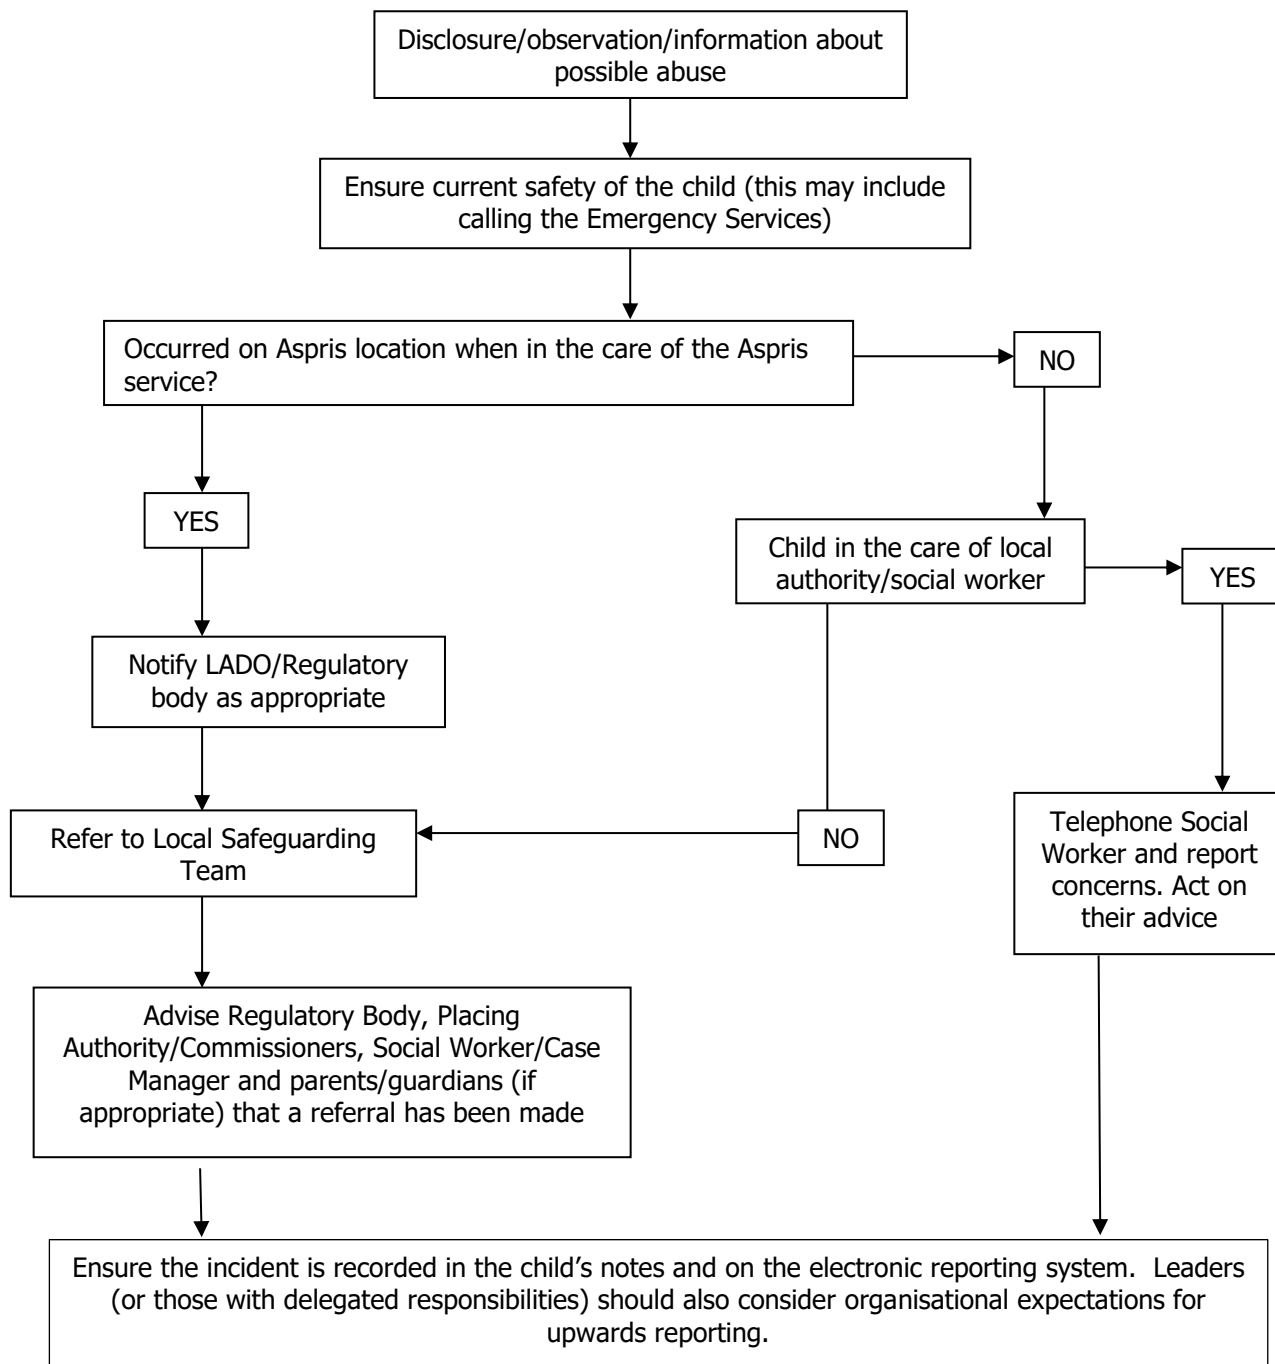 Disclosure/observation/information about
possible abuse
Ensure current safety of the child (this may include
calling the Emergency Services)
Occurred on Aspris location when in the care of the Aspris
service?
NO
YES
Child in the care of local
authority/social worker
YES
Notify LADO/Regulatory
body as appropriate
Refer to Local Safeguarding
Team
NO
Telephone Social
Worker and report
concerns. Act on
their advice
Advise Regulatory Body, Placing
Authority/Commissioners, Social Worker/Case
Manager and parents/guardians (if
appropriate) that a referral has been made
Ensure the incident is recorded in the child’s notes and on the electronic reporting system.  Leaders
(or those with delegated responsibilities) should also consider organisational expectations for
upwards reporting.